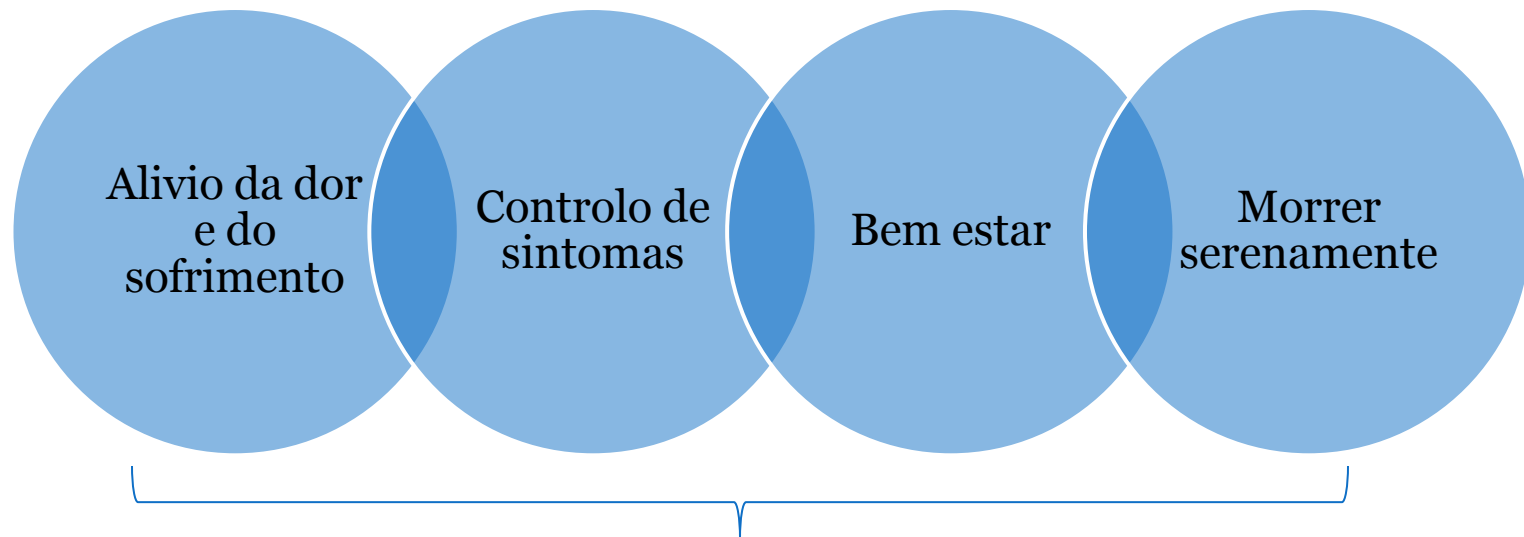 Alivio da dor
e do
sofrimento
Controlo de
sintomas
Bem estar
Morrer
serenamente